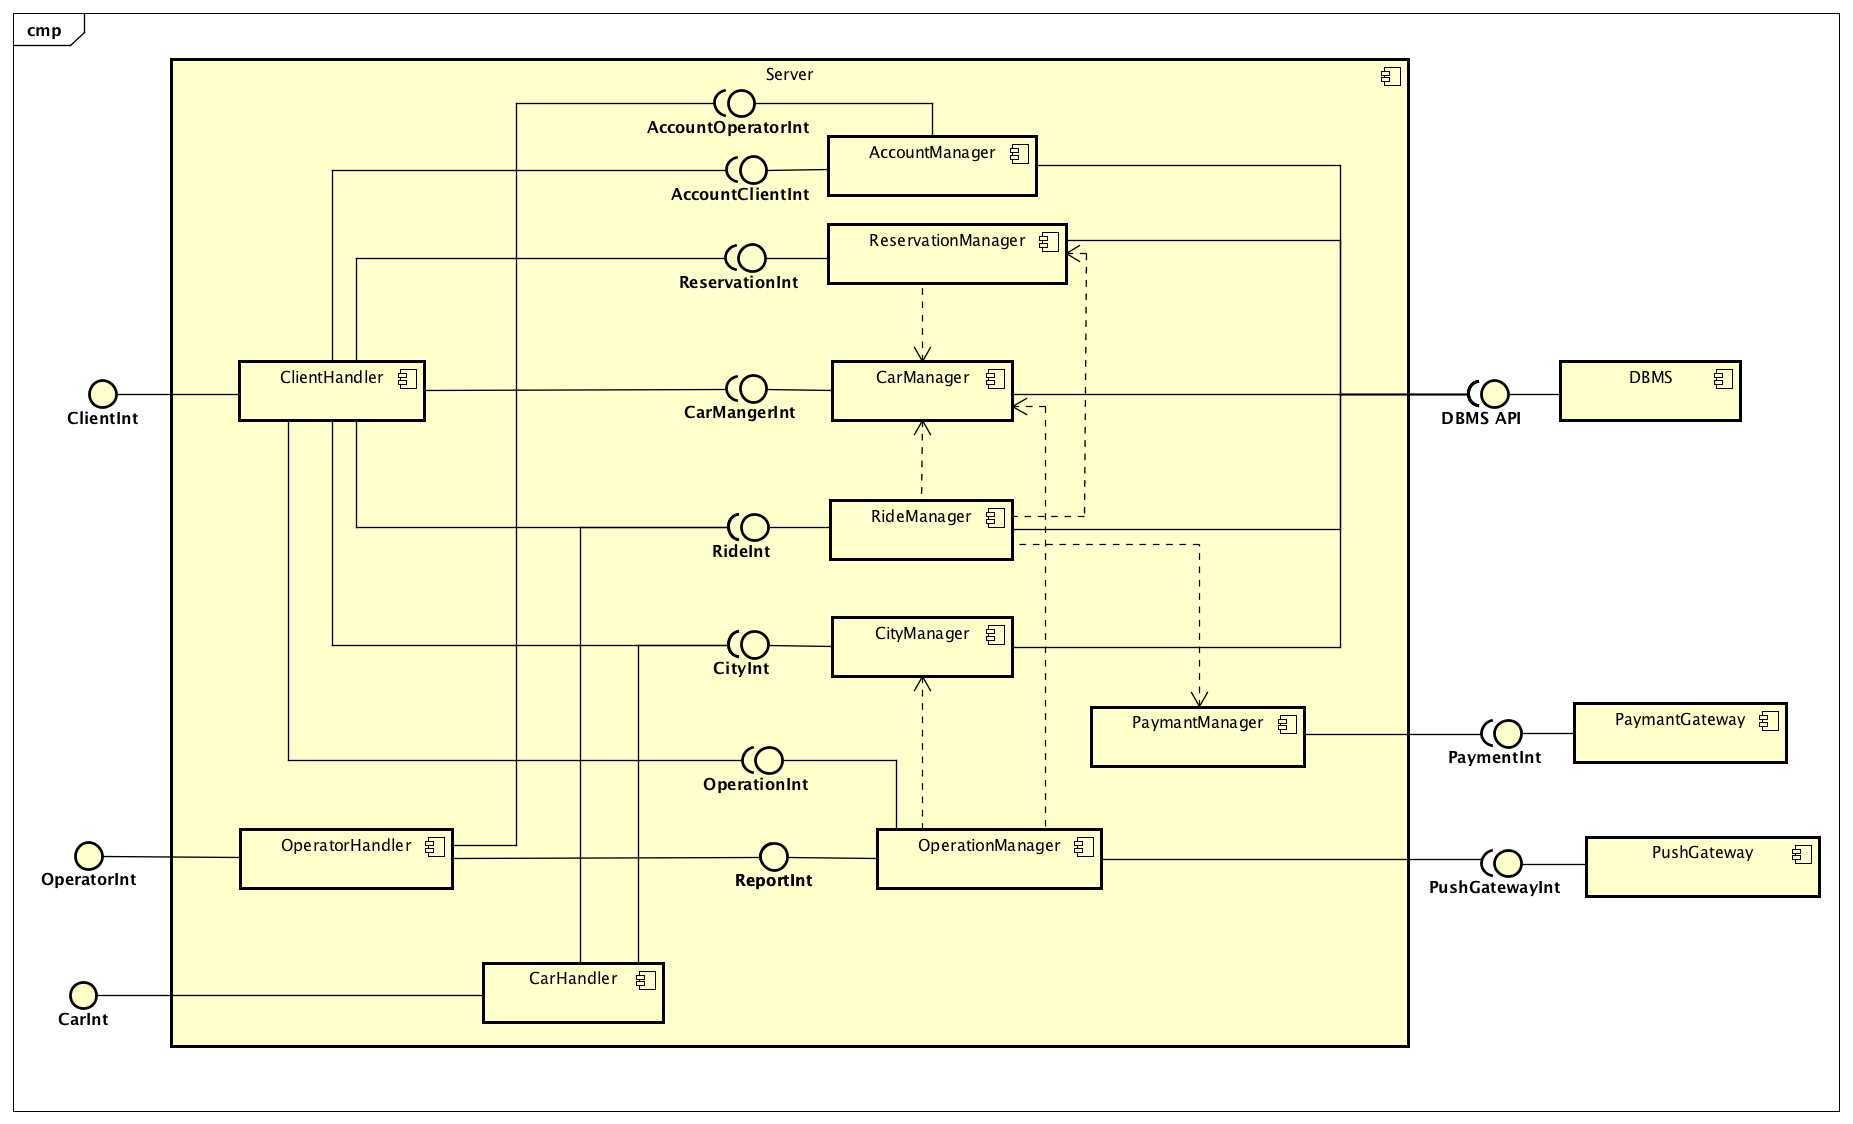 cmp
Server
AccountOperatorInt
AccountManager
AccountClientInt
ReservationManager
ReservationInt
ClientHandler
CarManager
DBMS
ClientInt
CarMangerInt
DBMS API
RideManager
RideInt
CityManager
CityInt
PaymantManager
PaymantGateway
PaymentInt
OperationInt
OperatorHandler
OperationManager
PushGateway
OperatorInt
ReportInt
PushGatewayInt
CarHandler
CarInt